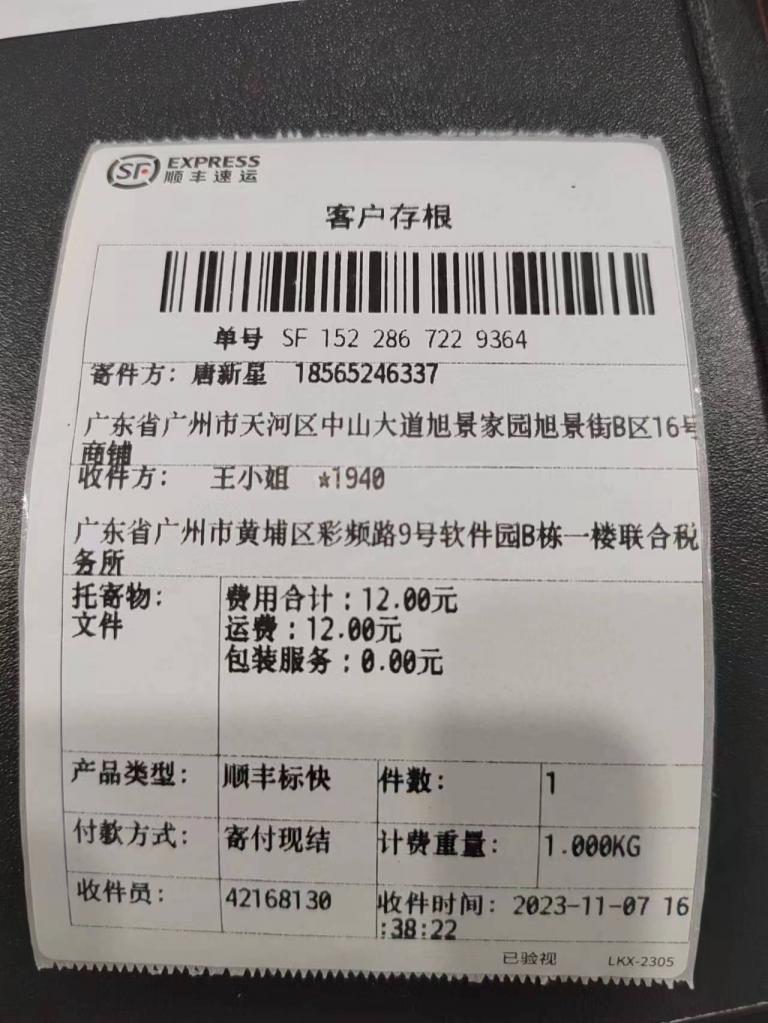 SF EXPRESS
顺丰速运
客户存根
单号 SF 152 286 722 9364
寄件方: 唐新星 18565246337
广东省广州市天河区中山大道旭景家园旭景街B区16号
商铺
收件方: 王小姐 *1940
广东省广州市黄埔区彩频路9号软件园B栋一楼联合税
务所
托寄物: 费用合计:12.00元
文件 运费:12.00元
包装服务:0.00元
产品类型: 顺丰标快 件数: 1
付款方式: 寄付现结 计费重量: 1.000KG
收件员: 42168130 收件时间: 2023-11-07 16
:38:22
已验视 LKX-2305